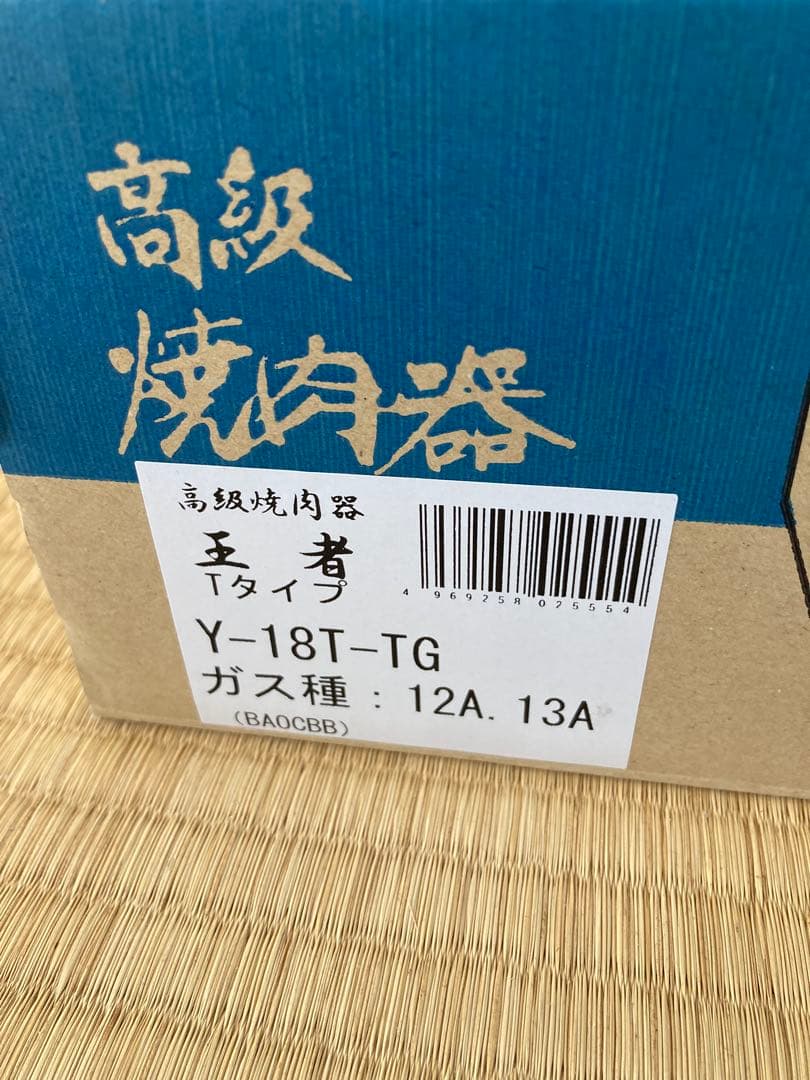 高級
焼肉器
高級焼肉器
王者
Tタイプ
4 969258 025554
Y-18T-TG
ガス種：12A.13A
(BA0CBB)